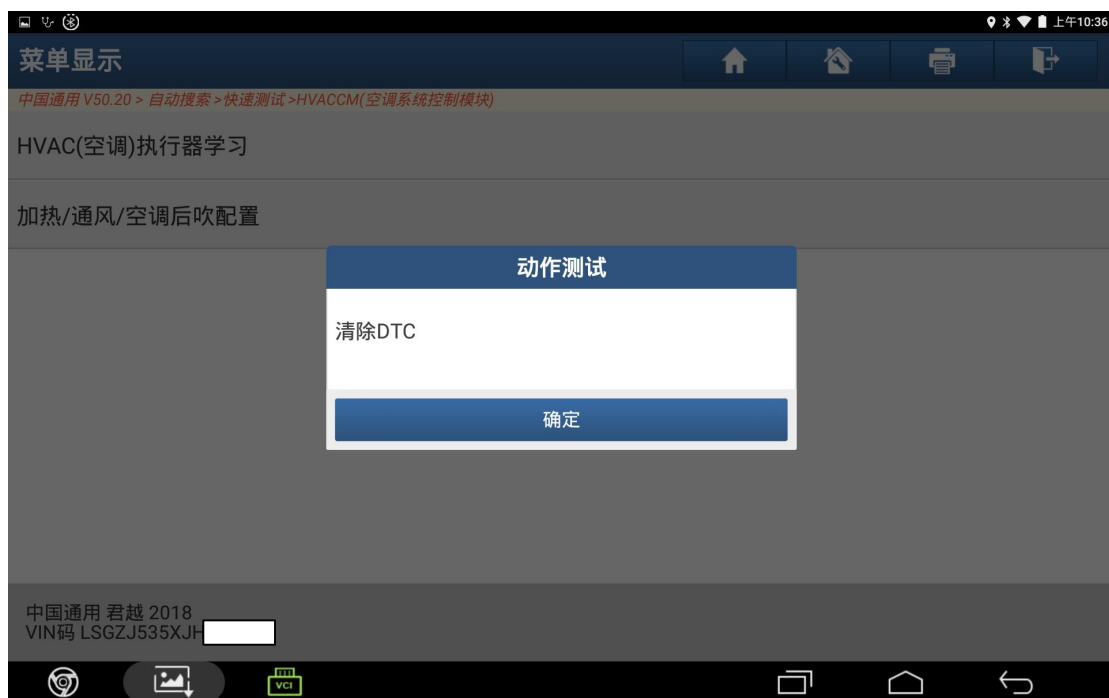 上午10:36
菜单显示
中国通用 V50.20 > 自动搜索 > 快速测试 >HVACCM(空调系统控制模块)
HVAC(空调)执行器学习
加热/通风/空调后吹配置
动作测试
清除DTC
确定
中国通用 君越 2018
VIN码 LSGZJ535XJH
VCI